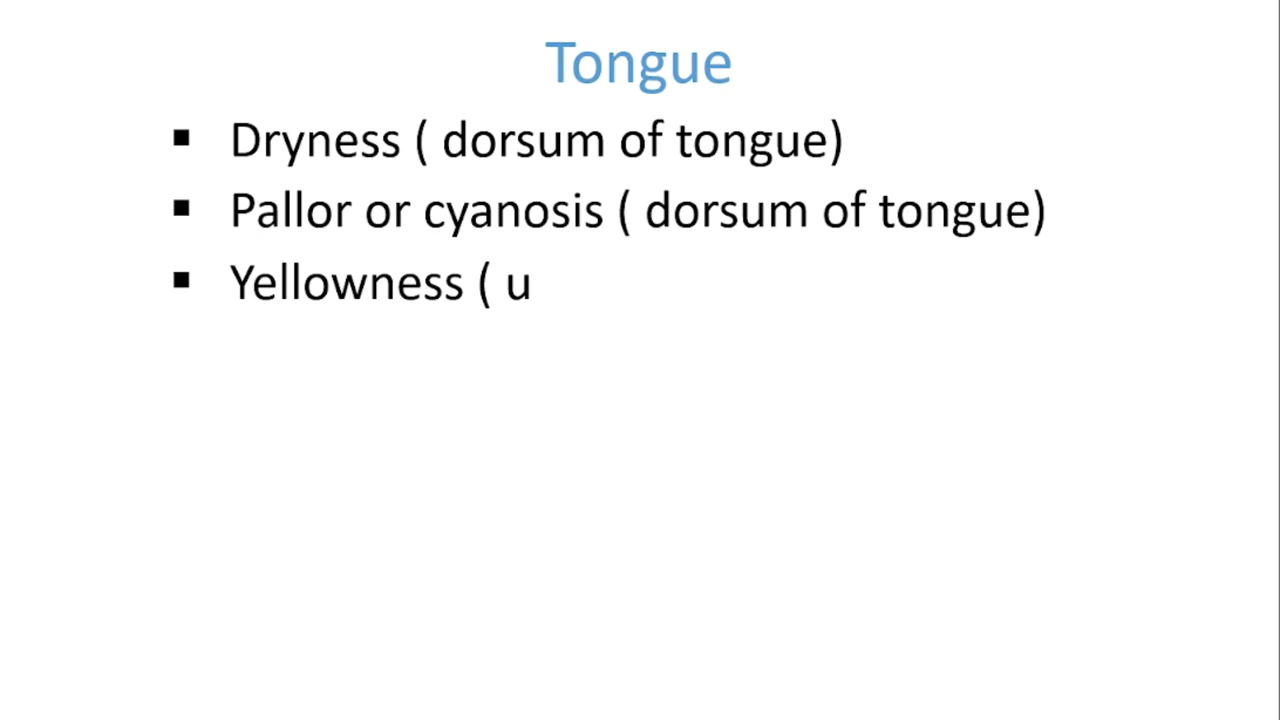 Tongue
▪ Dryness ( dorsum of tongue)
▪ Pallor or cyanosis ( dorsum of tongue)
▪ Yellowness ( u